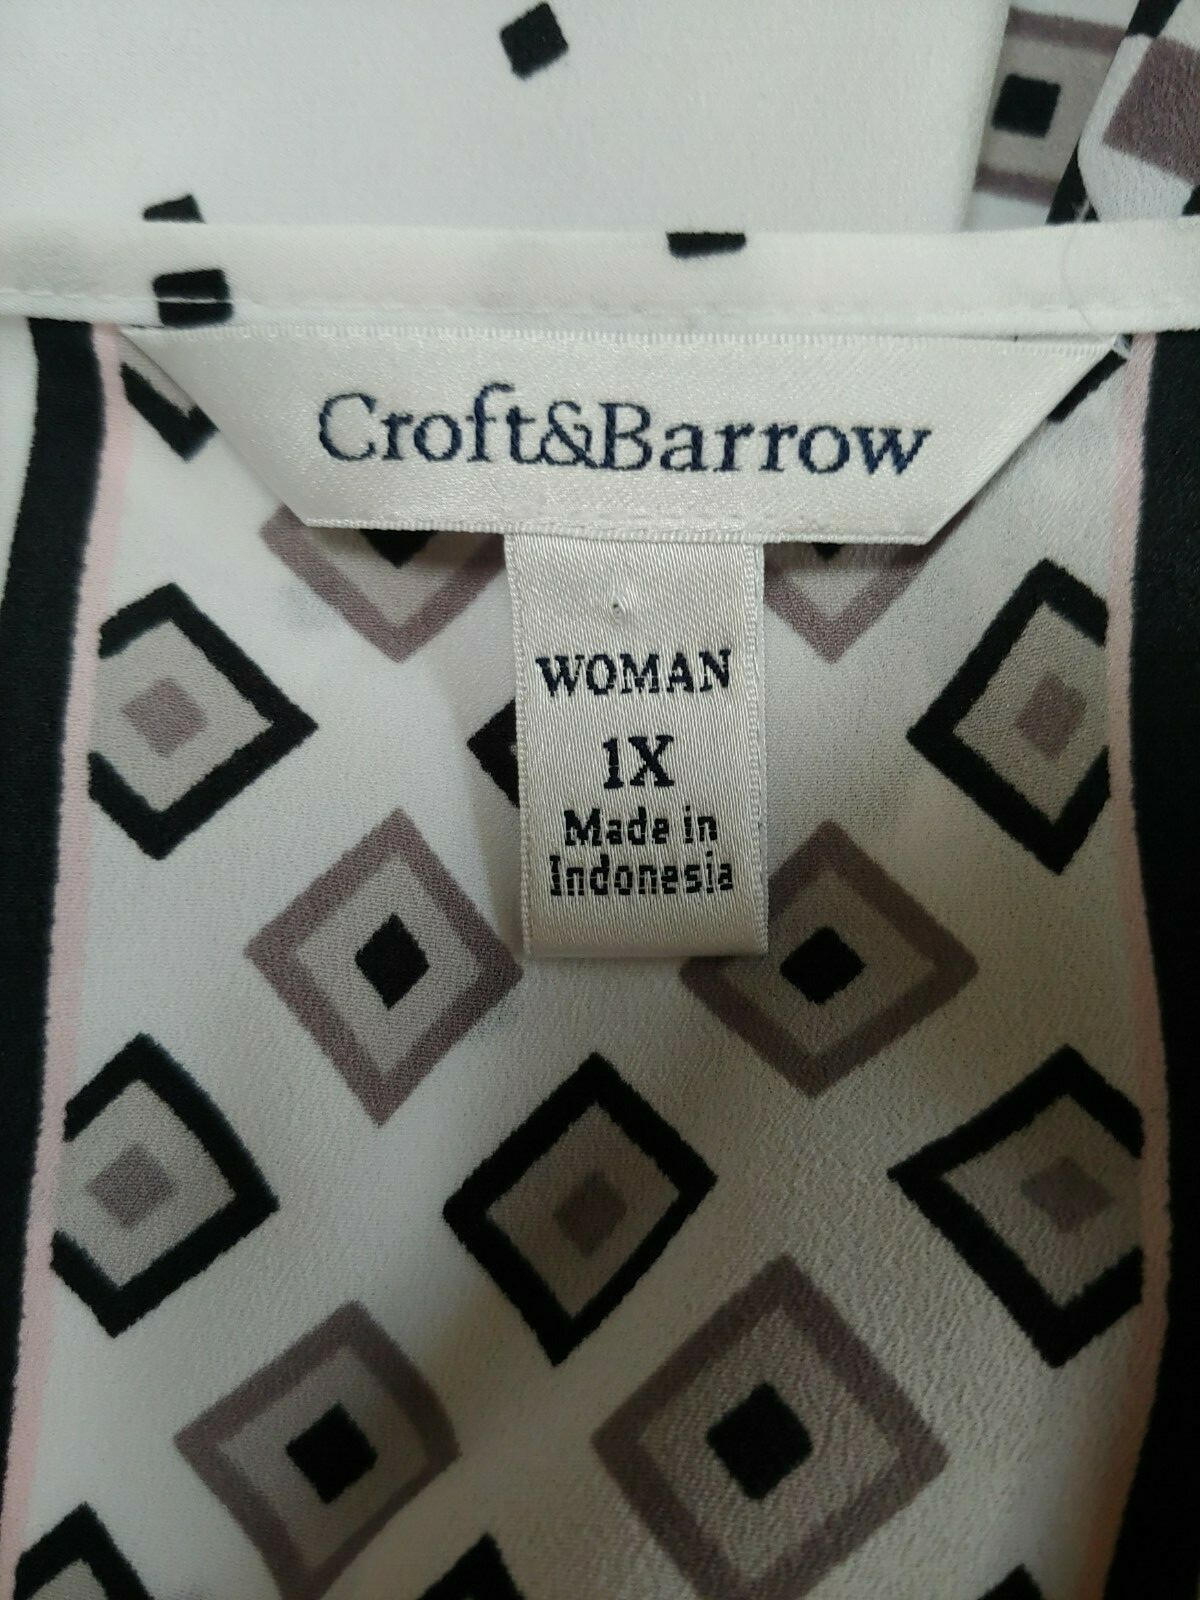 Croft&Barrow
WOMAN
1X
Made in
Indonesia